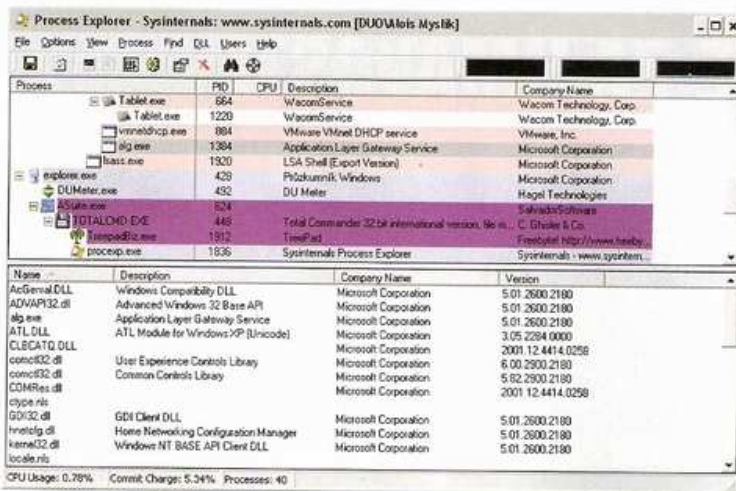 Process Explorer - Sysinternals: www.sysinternals.com [DUO\Alois Myslik]
File Options View Process Find DLL Users Help
Process PID CPU Description Company Name
Tablet.exe 664 WacomService Wacom Technology, Corp.
Tablet.exe 1220 WacomService Wacom Technology, Corp.
vmnetdhcp.exe 884 VMware VMnet DHCP service VMware, Inc.
alg.exe 1384 Application Layer Gateway Service Microsoft Corporation
lsass.exe 1920 LSA Shell (Export Version) Microsoft Corporation
explorer.exe 428 Průzkumník Windows Microsoft Corporation
DUMeter.exe 492 DU Meter Hagel Technologies
ASuite.exe 624 SalvadorSoftware
TOTALCMD.EXE 448 Total Commander 32 bit international version, file m... C. Ghisler & Co.
TreepadBiz.exe 1912 TreePad Freebyte! http://www.freeby...
procexp.exe 1836 Sysinternals Process Explorer Sysinternals - www.sysintern...
Name Description Company Name Version
AcGenral.DLL Windows Compatibility DLL Microsoft Corporation 5.01.2600.2180
ADVAPI32.dll Advanced Windows 32 Base API Microsoft Corporation 5.01.2600.2180
alg.exe Application Layer Gateway Service Microsoft Corporation 5.01.2600.2180
ATL.DLL ATL Module for Windows XP (Unicode) Microsoft Corporation 3.05.2284.0000
CLBCATQ.DLL Microsoft Corporation 2001.12.4414.0258
comctl32.dll User Experience Controls Library Microsoft Corporation 6.00.2900.2180
comctl32.dll Common Controls Library Microsoft Corporation 5.82.2900.2180
COMRes.dll Microsoft Corporation 2001.12.4414.0258
ctype.nls
GDI32.dll GDI Client DLL Microsoft Corporation 5.01.2600.2180
hnetcfg.dll Home Networking Configuration Manager Microsoft Corporation 5.01.2600.2180
kernel32.dll Windows NT BASE API Client DLL Microsoft Corporation 5.01.2600.2180
locale.nls
CPU Usage: 0.78% Commit Charge: 5.34% Processes: 40